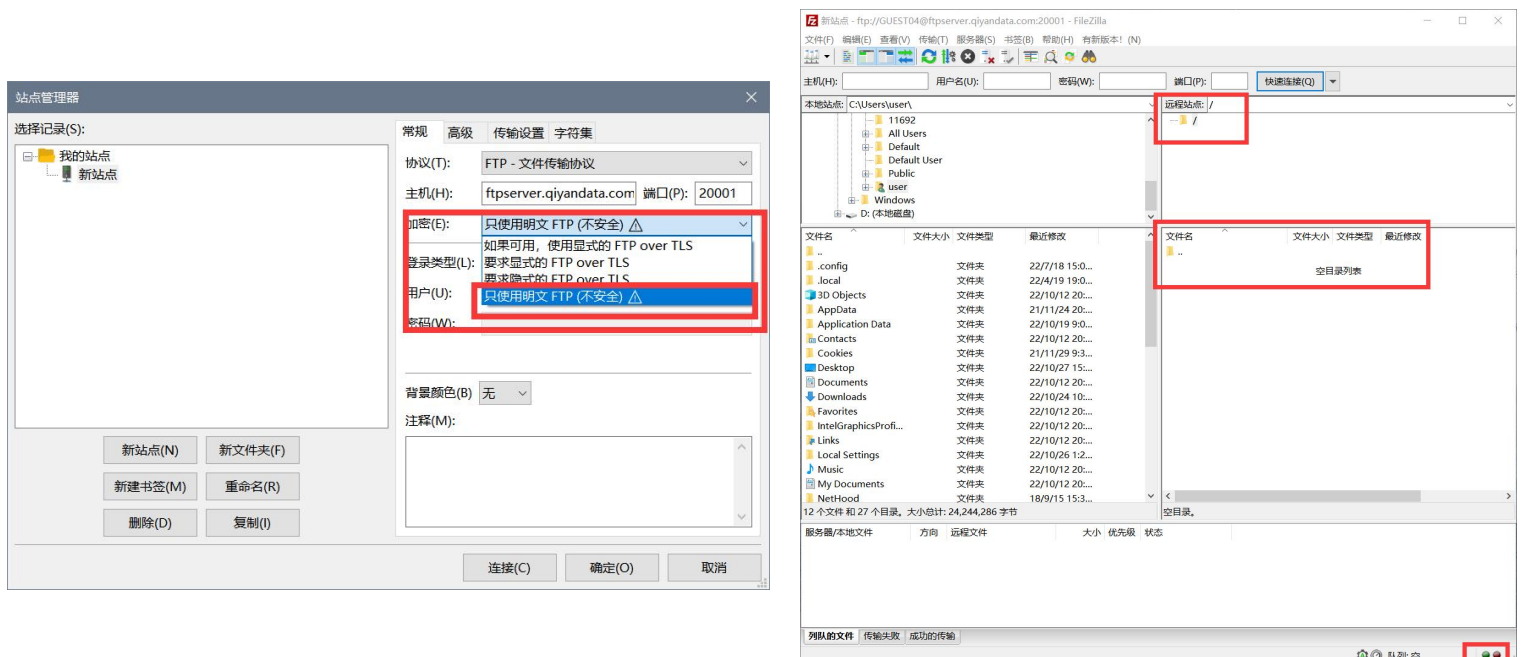 站点管理器
选择记录(S):
我的站点
新站点
新站点(N) 新文件夹(F)
新建书签(M) 重命名(R)
删除(D) 复制(I)
常规 高级 传输设置 字符集
协议(T): FTP - 文件传输协议
主机(H): ftpserver.qiyandata.com 端口(P): 20001
加密(E): 只使用明文 FTP (不安全)
如果可用，使用显式的 FTP over TLS
登录类型(L): 要求显式的 FTP over TLS
要求隐式的 FTP over TLS
用户(U): 只使用明文 FTP (不安全)
密码(W):
背景颜色(B) 无
注释(M):
连接(C) 确定(O) 取消
新站点 - ftp://GUEST04@ftpserver.qiyandata.com:20001 - FileZilla
文件(F) 编辑(E) 查看(V) 传输(T) 服务器(S) 书签(B) 帮助(H) 有新版本! (N)
主机(H): 用户名(U): 密码(W): 端口(P): 快速连接(Q)
本地站点: C:\Users\user\
11692
All Users
Default
Default User
Public
user
Windows
D: (本地磁盘)
远程站点: /
/
文件名 文件大小 文件类型 最近修改
..
.config 文件夹 22/7/18 15:0...
.local 文件夹 22/4/19 19:0...
3D Objects 文件夹 22/10/12 20:...
AppData 文件夹 21/11/24 20:...
Application Data 文件夹 22/10/19 9:0...
Contacts 文件夹 22/10/12 20:...
Cookies 文件夹 21/11/29 9:3...
Desktop 文件夹 22/10/27 15:...
Documents 文件夹 22/10/12 20:...
Downloads 文件夹 22/10/24 10:...
Favorites 文件夹 22/10/12 20:...
IntelGraphicsProfi... 文件夹 22/10/12 20:...
Links 文件夹 22/10/12 20:...
Local Settings 文件夹 22/10/26 1:2...
Music 文件夹 22/10/12 20:...
My Documents 文件夹 22/10/12 20:...
NetHood 文件夹 18/9/15 15:3...
12 个文件 和 27 个目录。大小总计: 24,244,286 字节
文件名 文件大小 文件类型 最近修改
..
空目录列表
空目录。
服务器/本地文件 方向 远程文件 大小 优先级 状态
列队的文件 传输失败 成功的传输
队列: 空